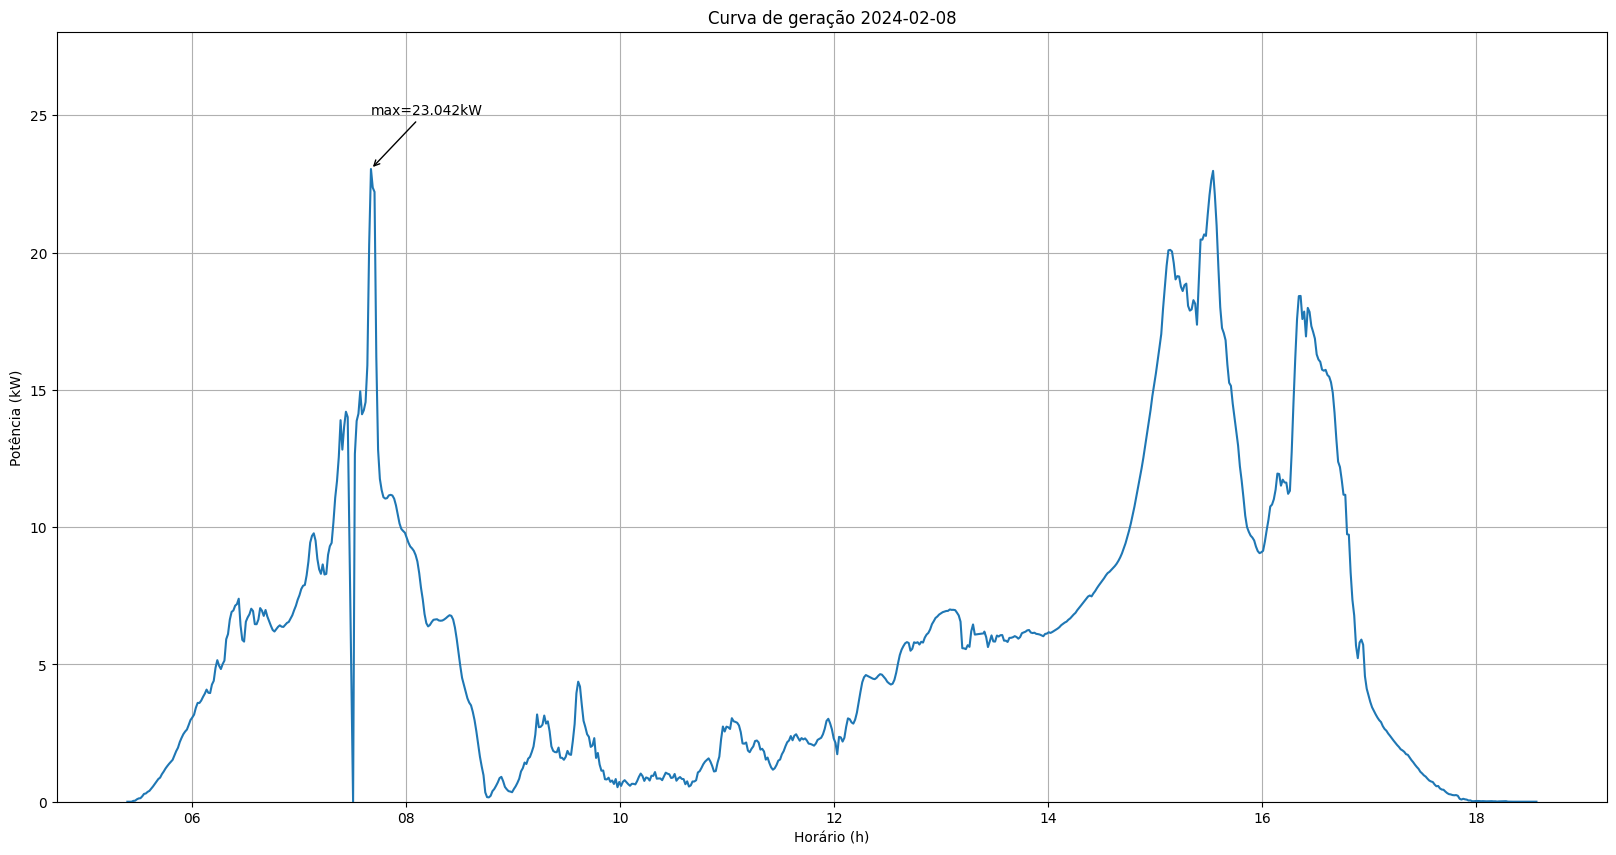 Curva de geração 2024-02-08
max=23.042kW
Potência (kW)
25
20
15
10
5
0
06 08 10 12 14 16 18
Horário (h)